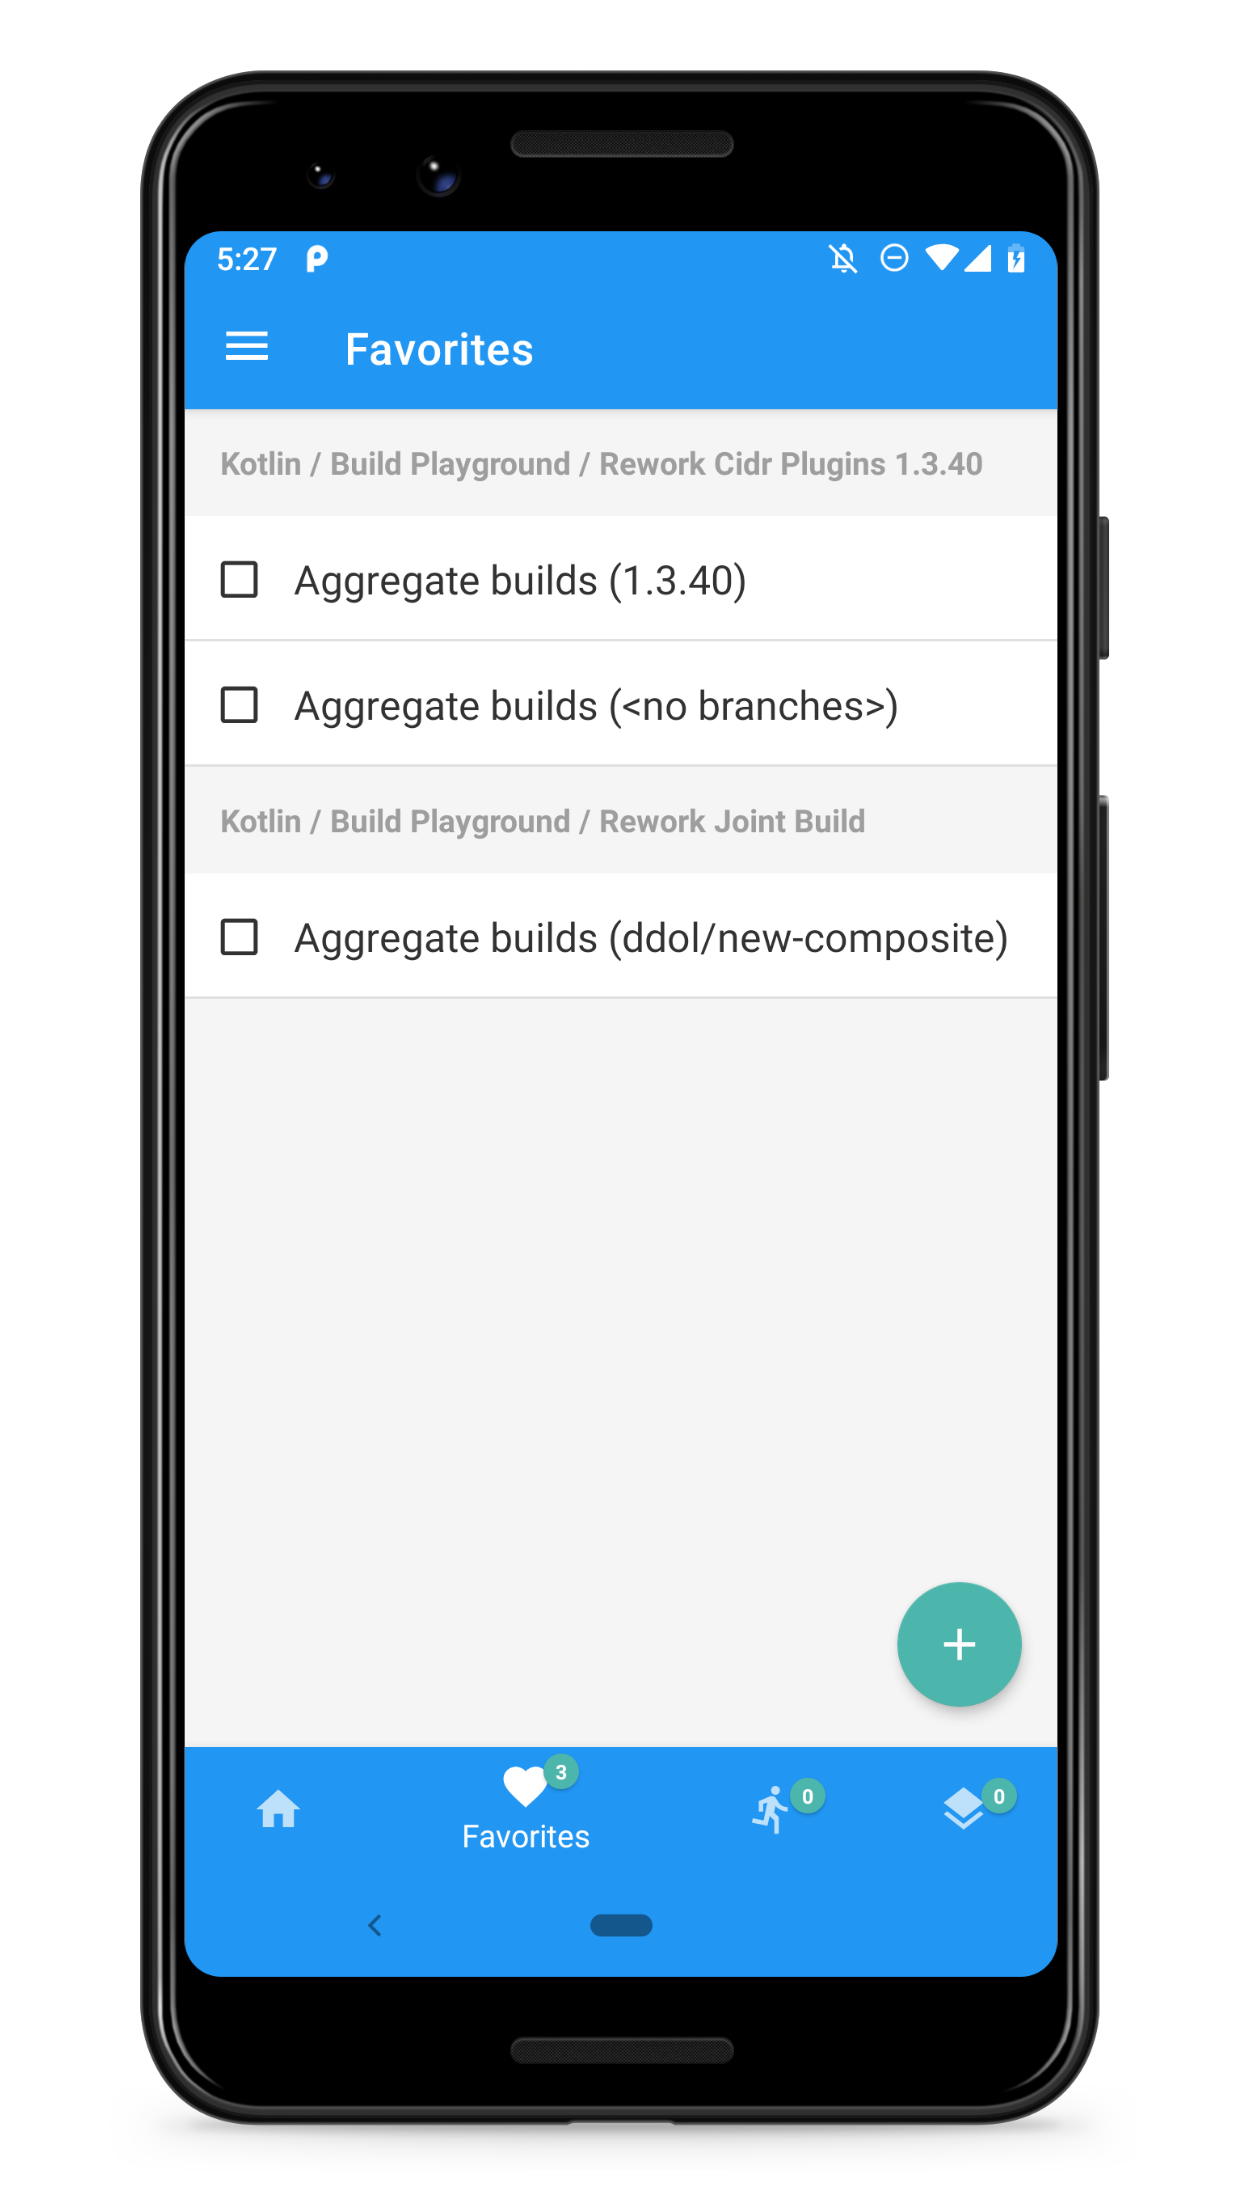 5:27
Favorites
Kotlin / Build Playground / Rework Cidr Plugins 1.3.40
Aggregate builds (1.3.40)
Aggregate builds (<no branches>)
Kotlin / Build Playground / Rework Joint Build
Aggregate builds (ddol/new-composite)
3
0
0
Favorites